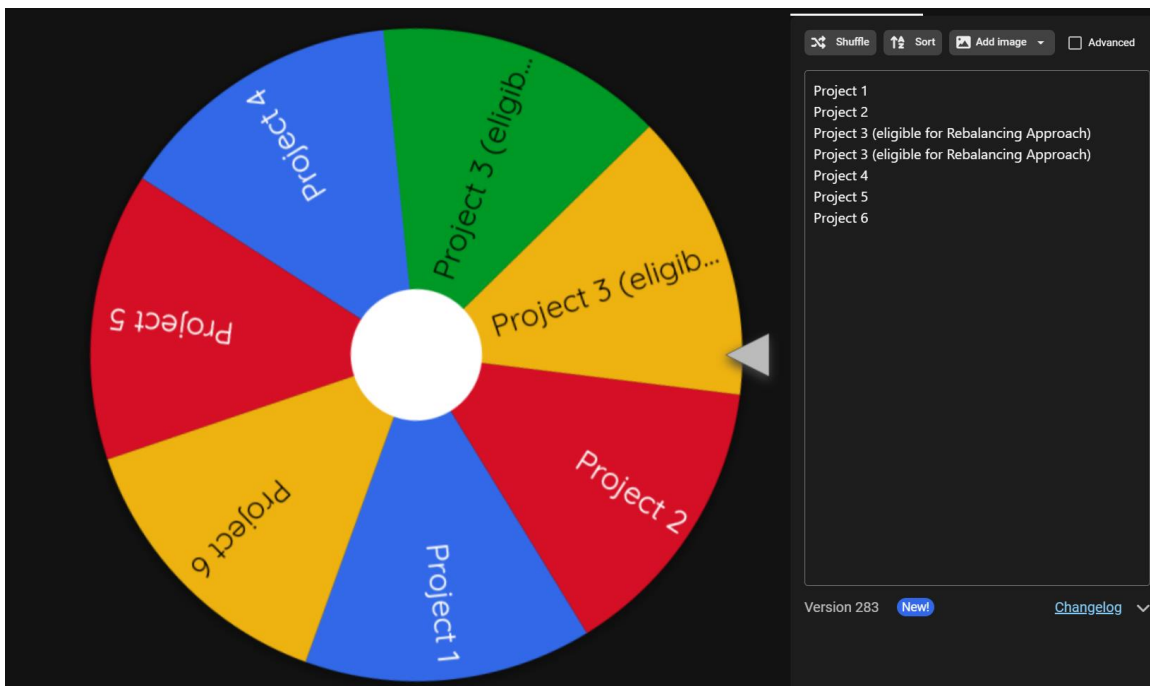 Project 4
Project 3 (eligib...
Project 3 (eligib...
Project 5
Project 2
Project 6
Project 1
Shuffle
Sort
Add image
Advanced
Project 1
Project 2
Project 3 (eligible for Rebalancing Approach)
Project 3 (eligible for Rebalancing Approach)
Project 4
Project 5
Project 6
Version 283 New! Changelog